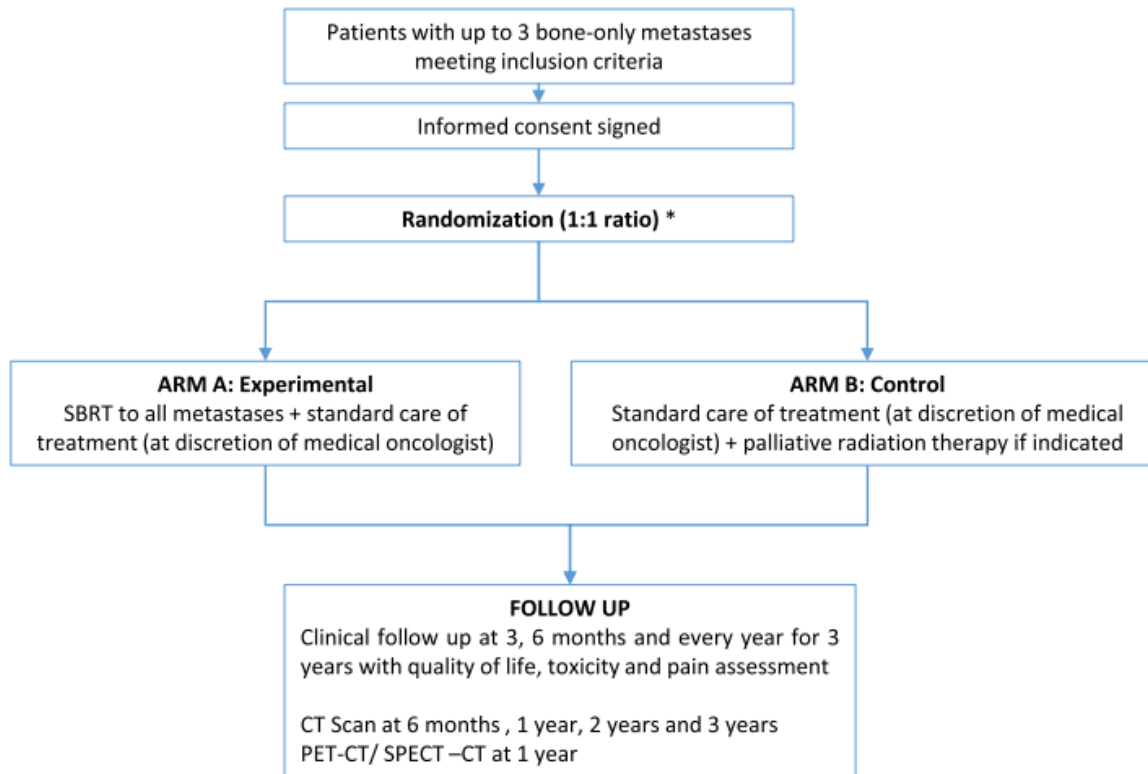 Patients with up to 3 bone-only metastases
meeting inclusion criteria
Informed consent signed
Randomization (1:1 ratio) *
ARM A: Experimental
SBRT to all metastases + standard care of
treatment (at discretion of medical oncologist)
ARM B: Control
Standard care of treatment (at discretion of medical
oncologist) + palliative radiation therapy if indicated
FOLLOW UP
Clinical follow up at 3, 6 months and every year for 3
years with quality of life, toxicity and pain assessment
CT Scan at 6 months , 1 year, 2 years and 3 years
PET-CT/ SPECT –CT at 1 year